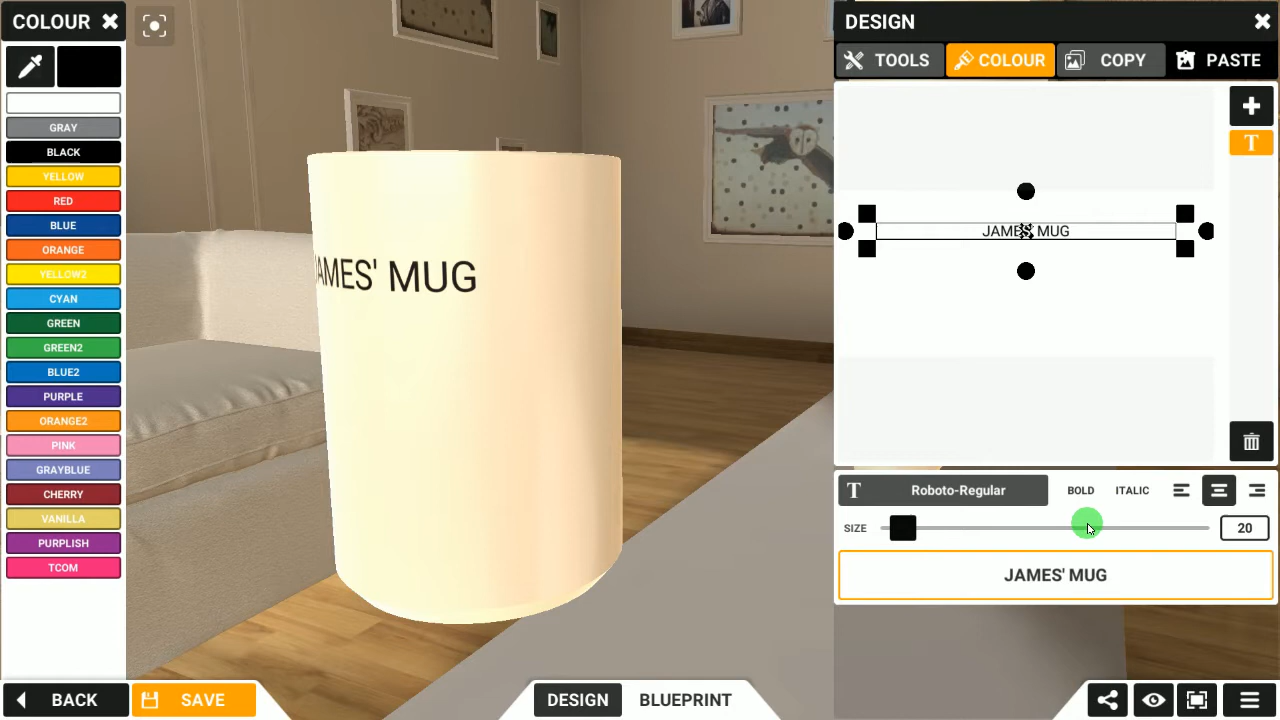 COLOUR
GRAY
BLACK
YELLOW
RED
BLUE
ORANGE
YELLOW2
CYAN
GREEN
GREEN2
BLUE2
PURPLE
ORANGE2
PINK
GRAYBLUE
CHERRY
VANILLA
PURPLISH
TCOM
BACK
SAVE
JAMES' MUG
DESIGN
BLUEPRINT
DESIGN
TOOLS
COLOUR
COPY
PASTE
T
JAMES' MUG
T
Roboto-Regular
BOLD
ITALIC
SIZE
20
JAMES' MUG